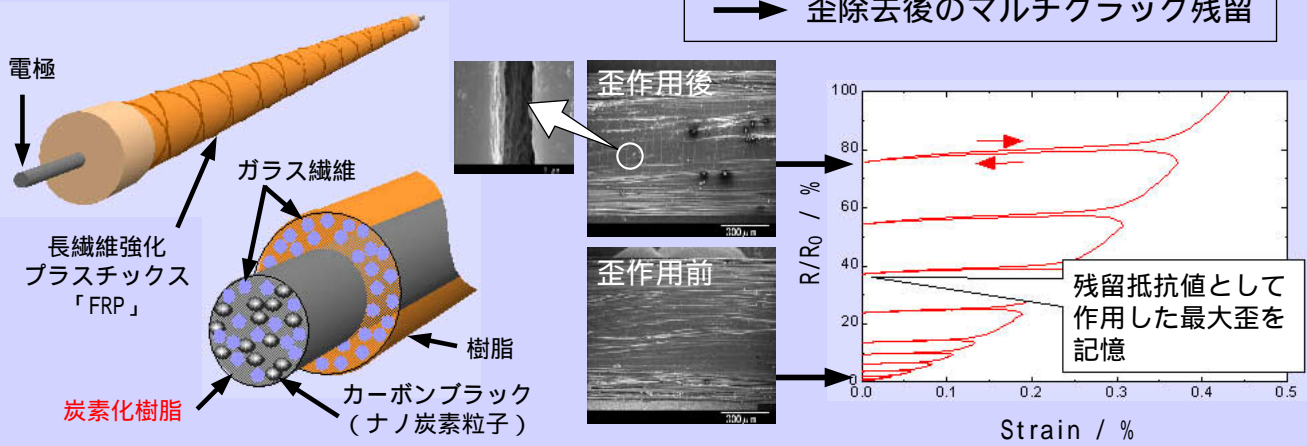 歪除去後のマルチクラック残留
電極
ガラス繊維
長繊維強化
プラスチックス
「FRP」
樹脂
炭素化樹脂
カーボンブラック
(ナノ炭素粒子)
歪作用後
300μm
歪作用前
300μm
R/R0 / %
100
80
60
40
20
0
0.0 0.1 0.2 0.3 0.4 0.5
Strain / %
残留抵抗値として
作用した最大歪を
記憶